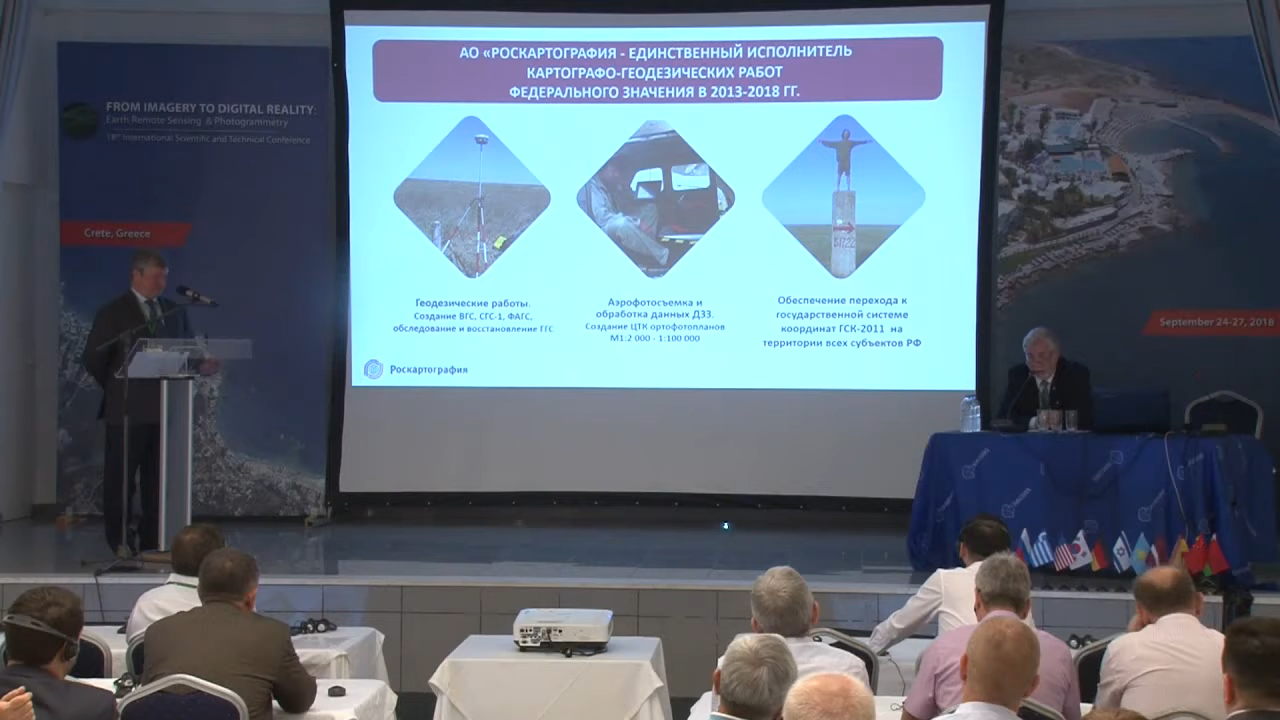 АО «РОСКАРТОГРАФИЯ - ЕДИНСТВЕННЫЙ ИСПОЛНИТЕЛЬ
КАРТОГРАФО-ГЕОДЕЗИЧЕСКИХ РАБОТ
ФЕДЕРАЛЬНОГО ЗНАЧЕНИЯ В 2013-2018 ГГ.
Геодезические работы.
Создание ВГС, СГС-1, ФАГС,
обследование и восстановление ГГС
Аэрофотосъемка и
обработка данных ДЗЗ.
Создание ЦТК ортофотопланов
М1:2 000 - 1:100 000
Обеспечение перехода к
государственной системе
координат ГСК-2011 на
территории всех субъектов РФ
Роскартография
FROM IMAGERY TO DIGITAL REALITY:
Earth Remote Sensing & Photogrammetry
18th International Scientific and Technical Conference
Crete, Greece
September 24-27, 2018